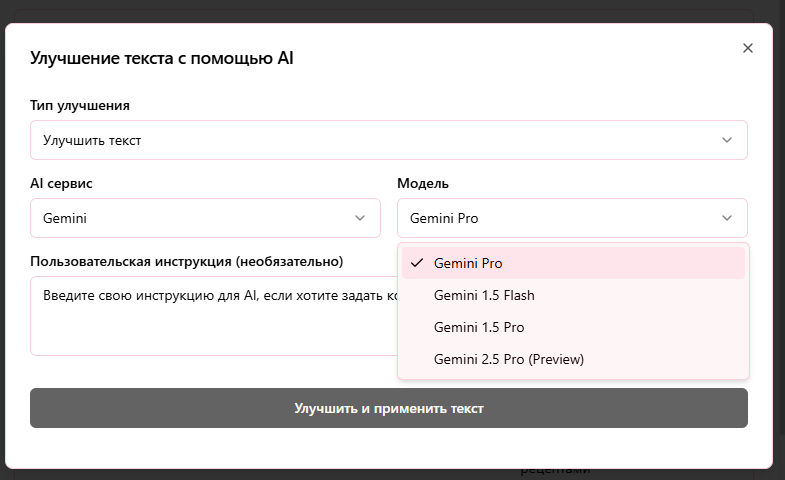 Улучшение текста с помощью AI
Тип улучшения
Улучшить текст
AI сервис
Модель
Gemini
Gemini Pro
Пользовательская инструкция (необязательно)
Введите свою инструкцию для AI, если хотите задать ко
Gemini Pro
Gemini 1.5 Flash
Gemini 1.5 Pro
Gemini 2.5 Pro (Preview)
Улучшить и применить текст
рецептами